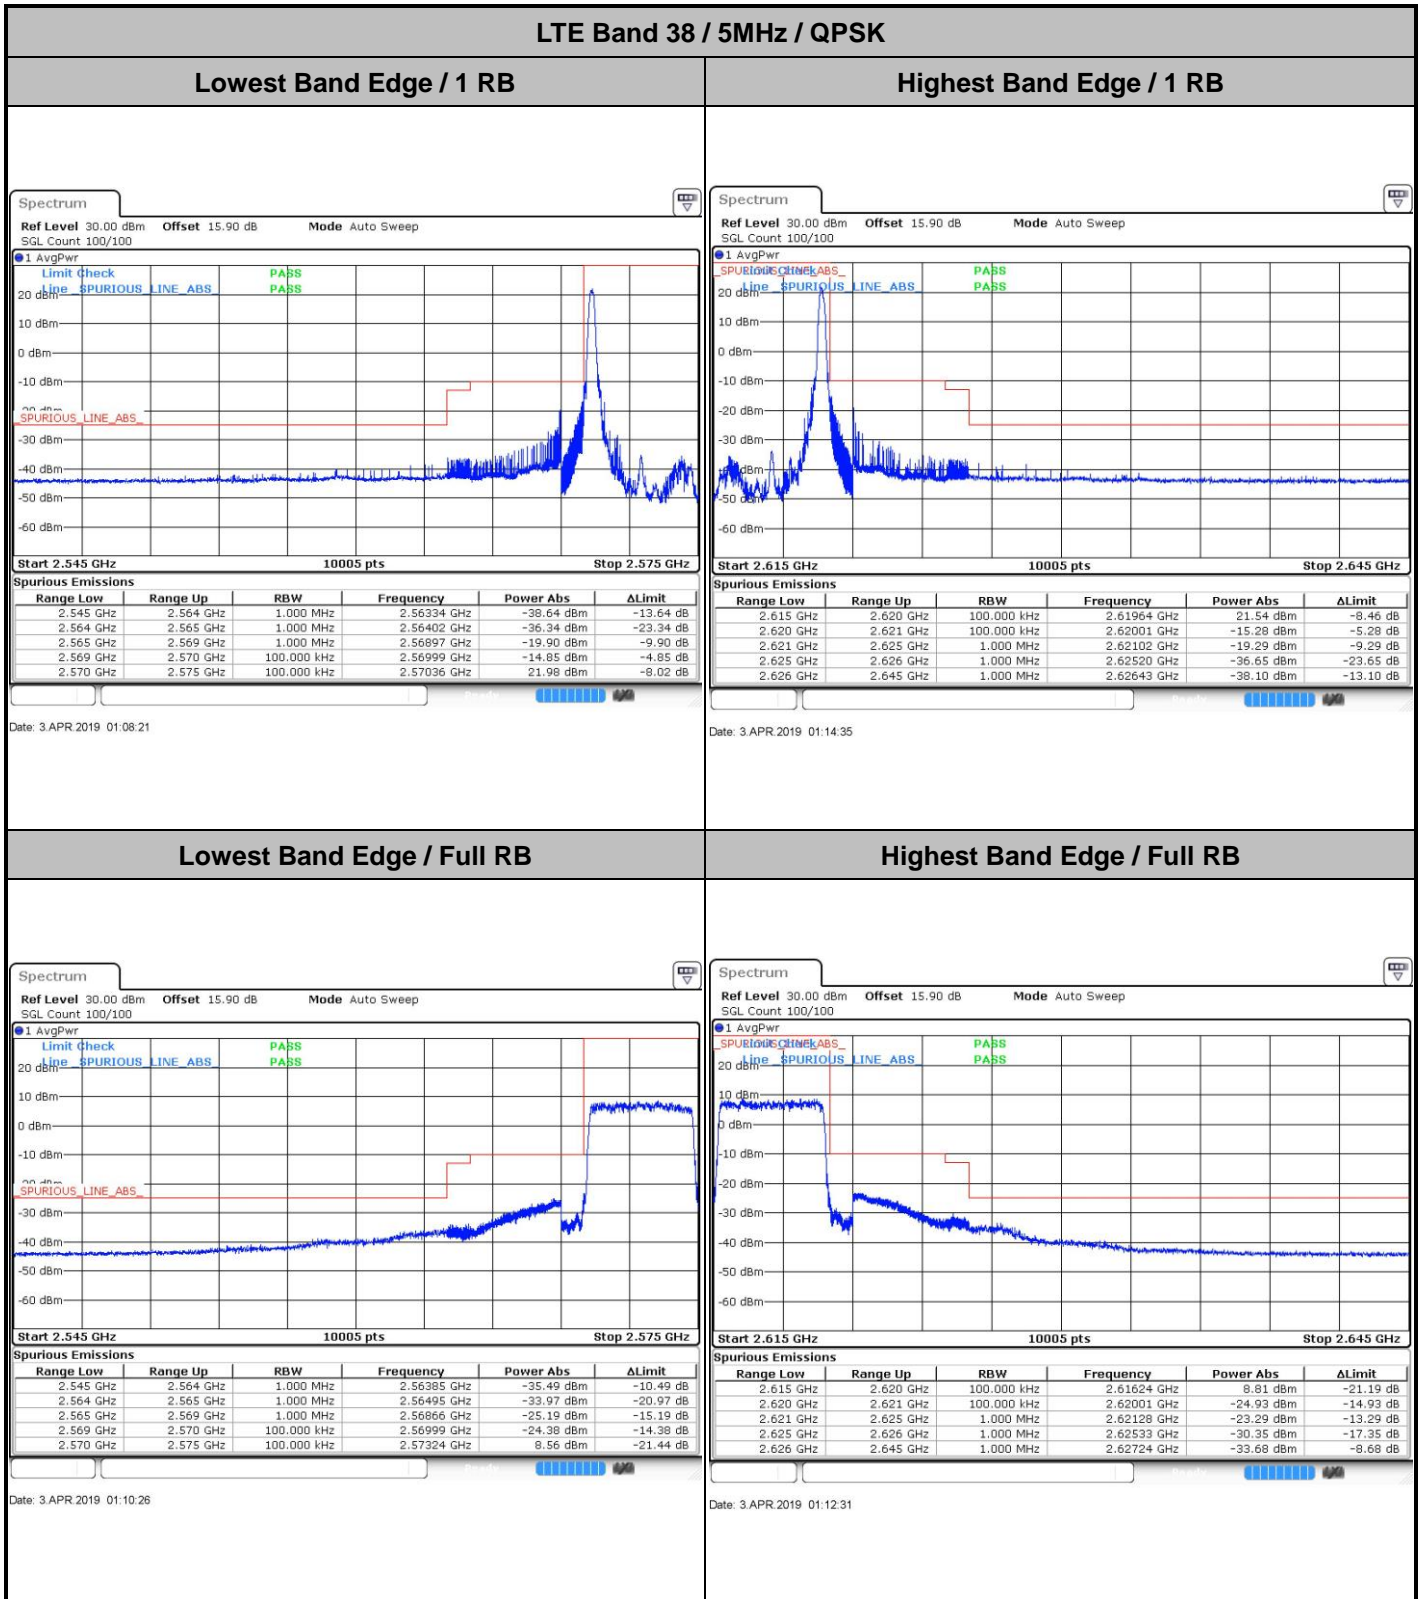 LTE Band 38 / 5MHz / QPSK
Lowest Band Edge / 1 RB
Highest Band Edge / 1 RB
Spectrum
Ref Level 30.00 dBm Offset 15.90 dB Mode Auto Sweep
SGL Count 100/100
1 AvgPwr
Limit Check PASS
Line _SPURIOUS_LINE_ABS_ PASS
20 dBm
10 dBm
0 dBm
-10 dBm
-20 dBm
_SPURIOUS_LINE_ABS_
-30 dBm
-40 dBm
-50 dBm
-60 dBm
Start 2.545 GHz 10005 pts Stop 2.575 GHz
Spurious Emissions
Range Low Range Up RBW Frequency Power Abs ΔLimit
2.545 GHz 2.564 GHz 1.000 MHz 2.56334 GHz -38.64 dBm -13.64 dB
2.564 GHz 2.565 GHz 1.000 MHz 2.56402 GHz -36.34 dBm -23.34 dB
2.565 GHz 2.569 GHz 1.000 MHz 2.56897 GHz -19.90 dBm -9.90 dB
2.569 GHz 2.570 GHz 100.000 kHz 2.56999 GHz -14.85 dBm -4.85 dB
2.570 GHz 2.575 GHz 100.000 kHz 2.57036 GHz 21.98 dBm -8.02 dB
Ready
Date: 3.APR.2019 01:08:21
Spectrum
Ref Level 30.00 dBm Offset 15.90 dB Mode Auto Sweep
SGL Count 100/100
1 AvgPwr
_SPURIOUS_LINE_ABS_
Limit Check PASS
Line _SPURIOUS_LINE_ABS_ PASS
20 dBm
10 dBm
0 dBm
-10 dBm
-20 dBm
-30 dBm
-40 dBm
-50 dBm
-60 dBm
Start 2.615 GHz 10005 pts Stop 2.645 GHz
Spurious Emissions
Range Low Range Up RBW Frequency Power Abs ΔLimit
2.615 GHz 2.620 GHz 100.000 kHz 2.61964 GHz 21.54 dBm -8.46 dB
2.620 GHz 2.621 GHz 100.000 kHz 2.62001 GHz -15.28 dBm -5.28 dB
2.621 GHz 2.625 GHz 1.000 MHz 2.62102 GHz -19.29 dBm -9.29 dB
2.625 GHz 2.626 GHz 1.000 MHz 2.62520 GHz -36.65 dBm -23.65 dB
2.626 GHz 2.645 GHz 1.000 MHz 2.62643 GHz -38.10 dBm -13.10 dB
Ready
Date: 3.APR.2019 01:14:35
Lowest Band Edge / Full RB
Highest Band Edge / Full RB
Spectrum
Ref Level 30.00 dBm Offset 15.90 dB Mode Auto Sweep
SGL Count 100/100
1 AvgPwr
Limit Check PASS
Line _SPURIOUS_LINE_ABS_ PASS
20 dBm
10 dBm
0 dBm
-10 dBm
-20 dBm
_SPURIOUS_LINE_ABS_
-30 dBm
-40 dBm
-50 dBm
-60 dBm
Start 2.545 GHz 10005 pts Stop 2.575 GHz
Spurious Emissions
Range Low Range Up RBW Frequency Power Abs ΔLimit
2.545 GHz 2.564 GHz 1.000 MHz 2.56385 GHz -35.49 dBm -10.49 dB
2.564 GHz 2.565 GHz 1.000 MHz 2.56495 GHz -33.97 dBm -20.97 dB
2.565 GHz 2.569 GHz 1.000 MHz 2.56866 GHz -25.19 dBm -15.19 dB
2.569 GHz 2.570 GHz 100.000 kHz 2.56999 GHz -24.38 dBm -14.38 dB
2.570 GHz 2.575 GHz 100.000 kHz 2.57324 GHz 8.56 dBm -21.44 dB
Ready
Date: 3.APR.2019 01:10:26
Spectrum
Ref Level 30.00 dBm Offset 15.90 dB Mode Auto Sweep
SGL Count 100/100
1 AvgPwr
_SPURIOUS_LINE_ABS_
Limit Check PASS
Line _SPURIOUS_LINE_ABS_ PASS
20 dBm
10 dBm
0 dBm
-10 dBm
-20 dBm
-30 dBm
-40 dBm
-50 dBm
-60 dBm
Start 2.615 GHz 10005 pts Stop 2.645 GHz
Spurious Emissions
Range Low Range Up RBW Frequency Power Abs ΔLimit
2.615 GHz 2.620 GHz 100.000 kHz 2.61624 GHz 8.81 dBm -21.19 dB
2.620 GHz 2.621 GHz 100.000 kHz 2.62001 GHz -24.93 dBm -14.93 dB
2.621 GHz 2.625 GHz 1.000 MHz 2.62128 GHz -23.29 dBm -13.29 dB
2.625 GHz 2.626 GHz 1.000 MHz 2.62533 GHz -30.35 dBm -17.35 dB
2.626 GHz 2.645 GHz 1.000 MHz 2.62724 GHz -33.68 dBm -8.68 dB
Ready
Date: 3.APR.2019 01:12:31